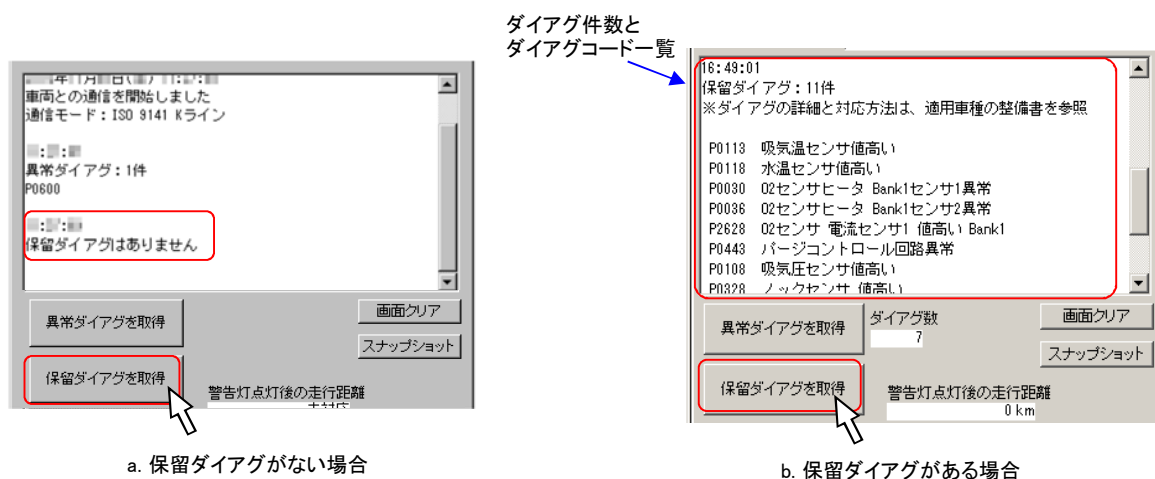 ダイアグ件数と
ダイアグコード一覧
車両との通信を開始しました
通信モード：ISO 9141 Kライン
異常ダイアグ：1件
P0600
保留ダイアグはありません
異常ダイアグを取得
画面クリア
スナップショット
保留ダイアグを取得
警告灯点灯後の走行距離
a. 保留ダイアグがない場合
16:49:01
保留ダイアグ：11件
※ダイアグの詳細と対応方法は、適用車種の整備書を参照
P0113 吸気温センサ値高い
P0118 水温センサ値高い
P0030 O2センサヒータ Bank1センサ1異常
P0036 O2センサヒータ Bank1センサ2異常
P2628 O2センサ 電流センサ1 値高い Bank1
P0443 パージコントロール回路異常
P0108 吸気圧センサ値高い
P0328 ノックセンサ 値高い
異常ダイアグを取得
ダイアグ数
7
画面クリア
スナップショット
保留ダイアグを取得
警告灯点灯後の走行距離
0 km
b. 保留ダイアグがある場合